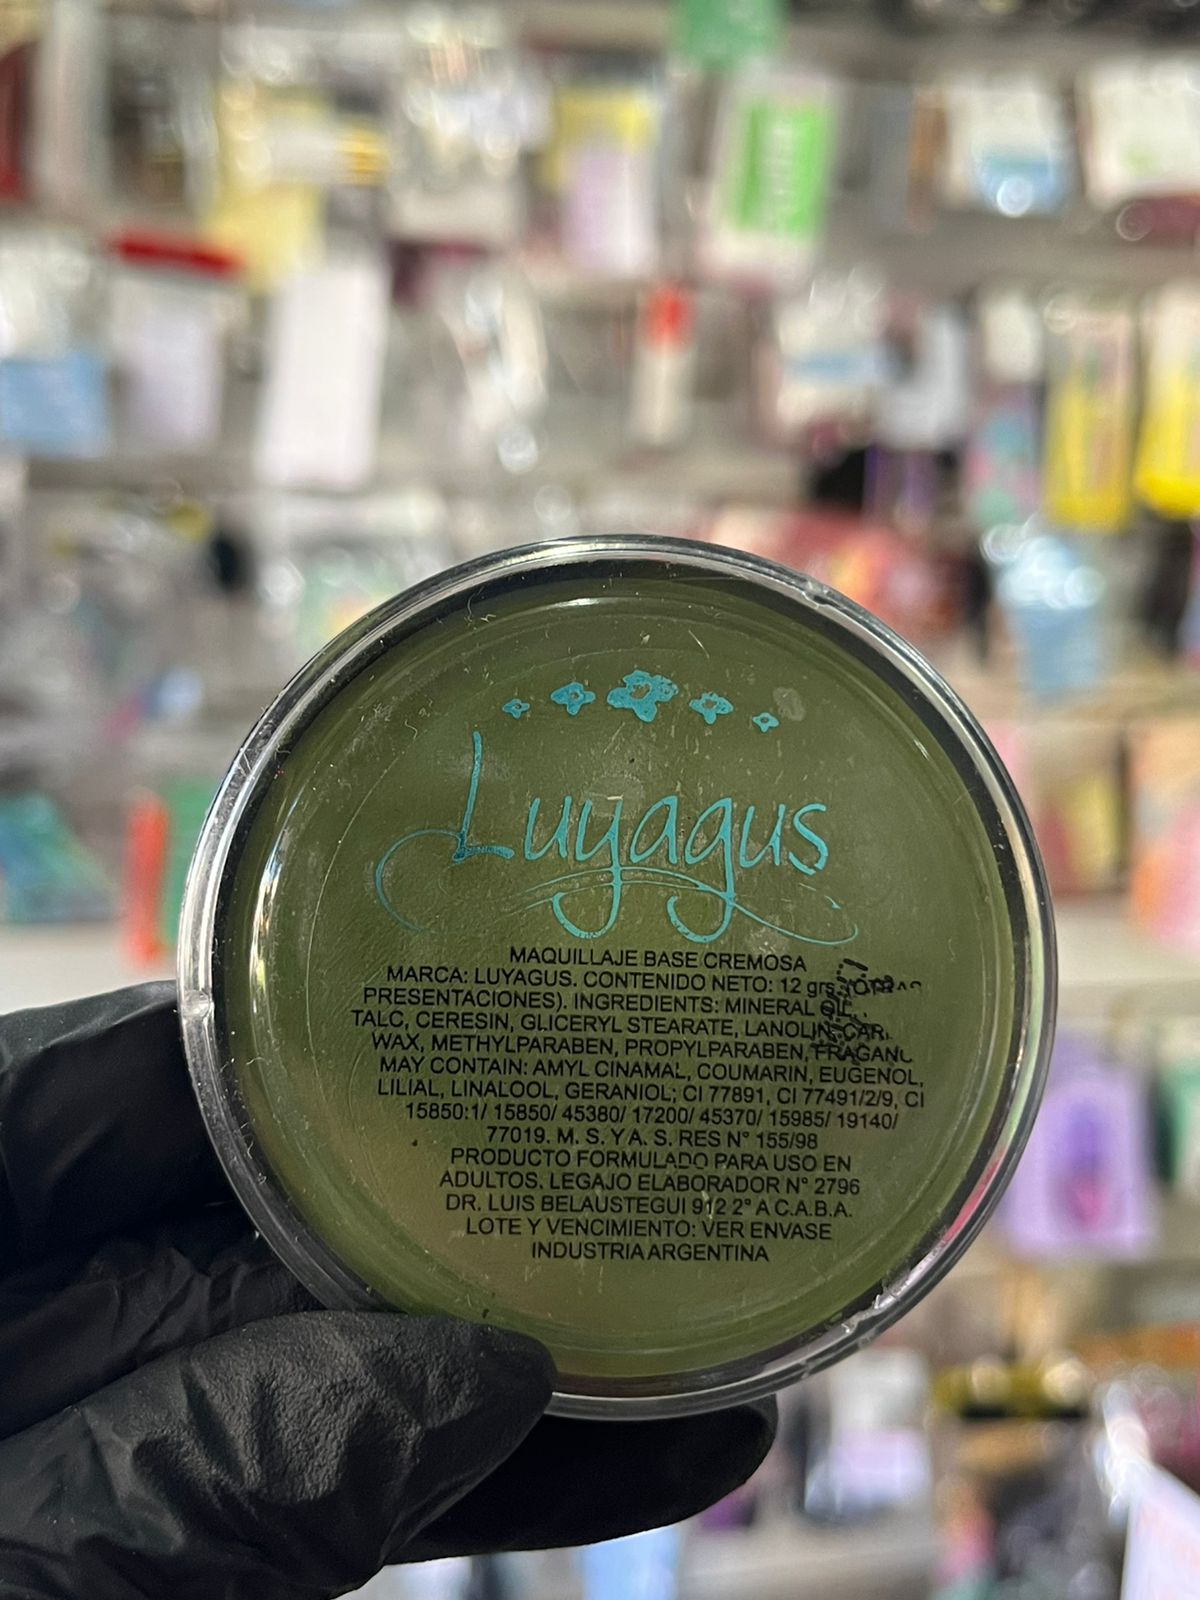 Luyagus
MAQUILLAJE BASE CREMOSA
MARCA: LUYAGUS. CONTENIDO NETO: 12 grs.
PRESENTACIONES). INGREDIENTS: MINERAL
TALC, CERESIN, GLICERYL STEARATE, LANOLIN,
WAX, METHYLPARABEN, PROPYLPARABEN,
MAY CONTAIN: AMYL CINAMAL, COUMARIN, EUGENOL,
LILIAL, LINALOOL, GERANIOL; CI 77891, CI 77491/2/9, CI
15850:1/ 15850/ 45380/ 17200/ 45370/ 15985/ 19140/
77019. M. S. Y A. S. RES N° 155/98
PRODUCTO FORMULADO PARA USO EN
ADULTOS. LEGAJO ELABORADOR N° 2796
DR. LUIS BELAUSTEGUI 912 2° A C.A.B.A.
LOTE Y VENCIMIENTO: VER ENVASE
INDUSTRIA ARGENTINA